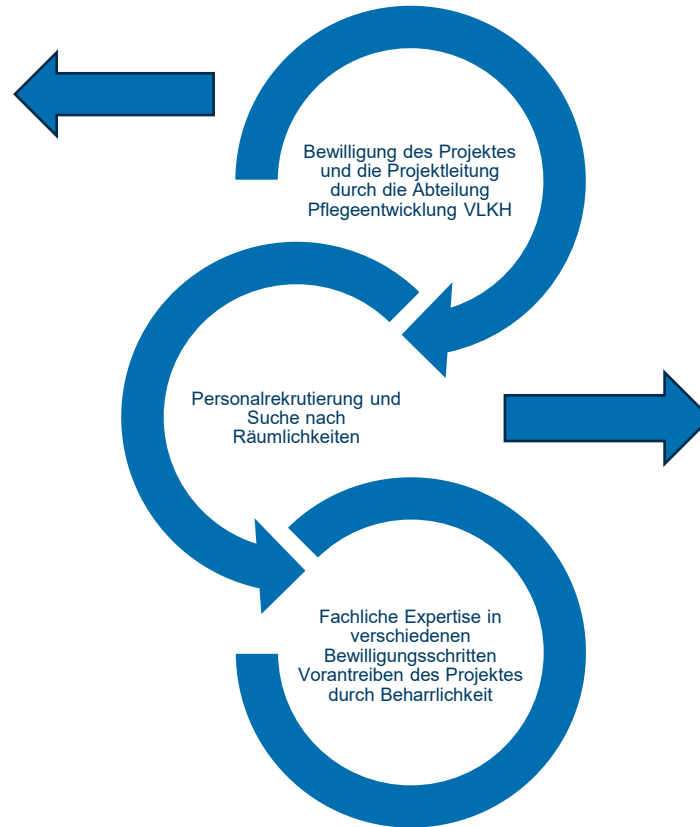 Bewilligung des Projektes
und die Projektleitung
durch die Abteilung
Pflegeentwicklung VLKH
Personalrekrutierung und
Suche nach
Räumlichkeiten
Fachliche Expertise in
verschiedenen
Bewilligungsschritten
Vorantreiben des Projektes
durch Beharrlichkeit